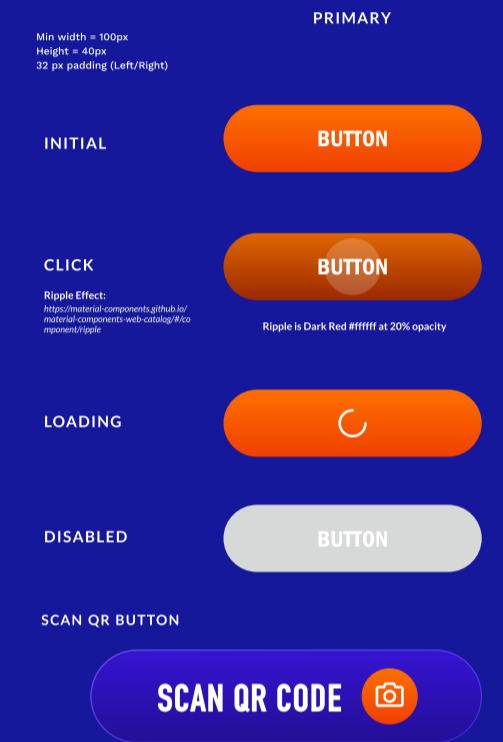 PRIMARY
Min width = 100px
Height = 40px
32 px padding (Left/Right)
INITIAL
BUTTON
CLICK
BUTTON
Ripple Effect:
https://material-components.github.io/
material-components-web-catalog/#/co
mponent/ripple
Ripple is Dark Red #ffffff at 20% opacity
LOADING
DISABLED
BUTTON
SCAN QR BUTTON
SCAN QR CODE